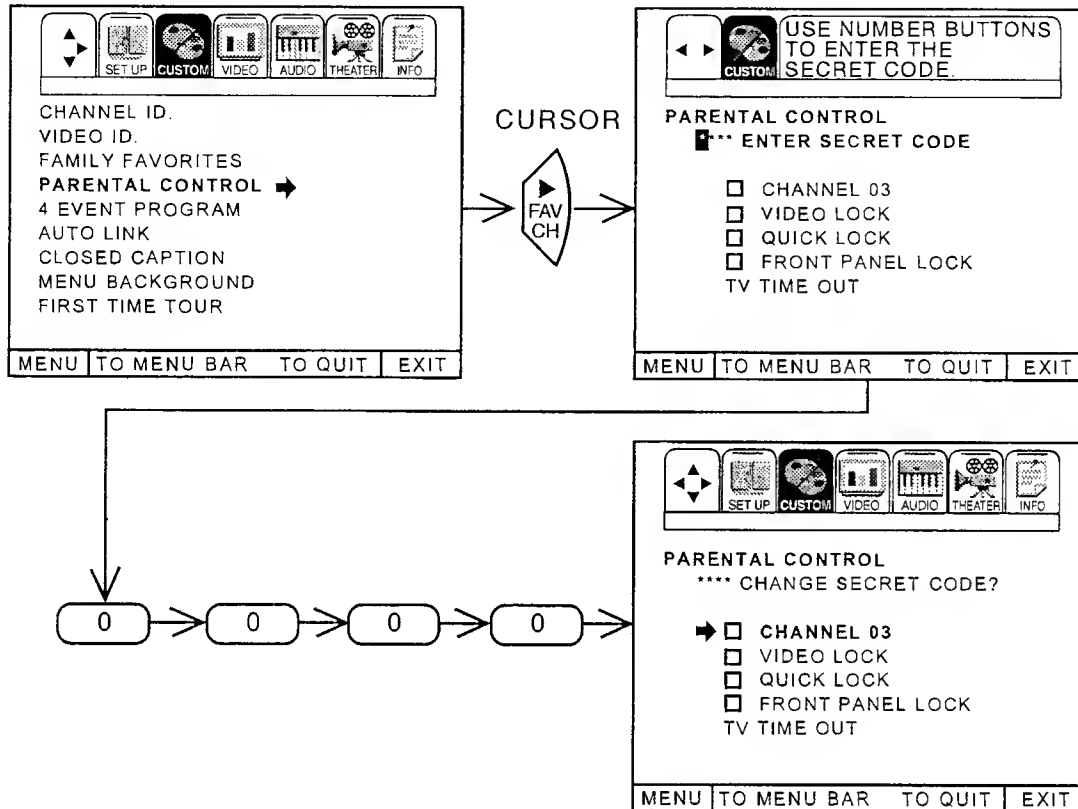 SET UP CUSTOM VIDEO AUDIO THEATER INFO
CHANNEL ID.
VIDEO ID.
FAMILY FAVORITES
PARENTAL CONTROL
4 EVENT PROGRAM
AUTO LINK
CLOSED CAPTION
MENU BACKGROUND
FIRST TIME TOUR
MENU TO MENU BAR TO QUIT EXIT
CURSOR
FAV
CH
CUSTOM
USE NUMBER BUTTONS
TO ENTER THE
SECRET CODE.
PARENTAL CONTROL
**** ENTER SECRET CODE
CHANNEL 03
VIDEO LOCK
QUICK LOCK
FRONT PANEL LOCK
TV TIME OUT
MENU TO MENU BAR TO QUIT EXIT
0 0 0 0
SET UP CUSTOM VIDEO AUDIO THEATER INFO
PARENTAL CONTROL
**** CHANGE SECRET CODE?
CHANNEL 03
VIDEO LOCK
QUICK LOCK
FRONT PANEL LOCK
TV TIME OUT
MENU TO MENU BAR TO QUIT EXIT